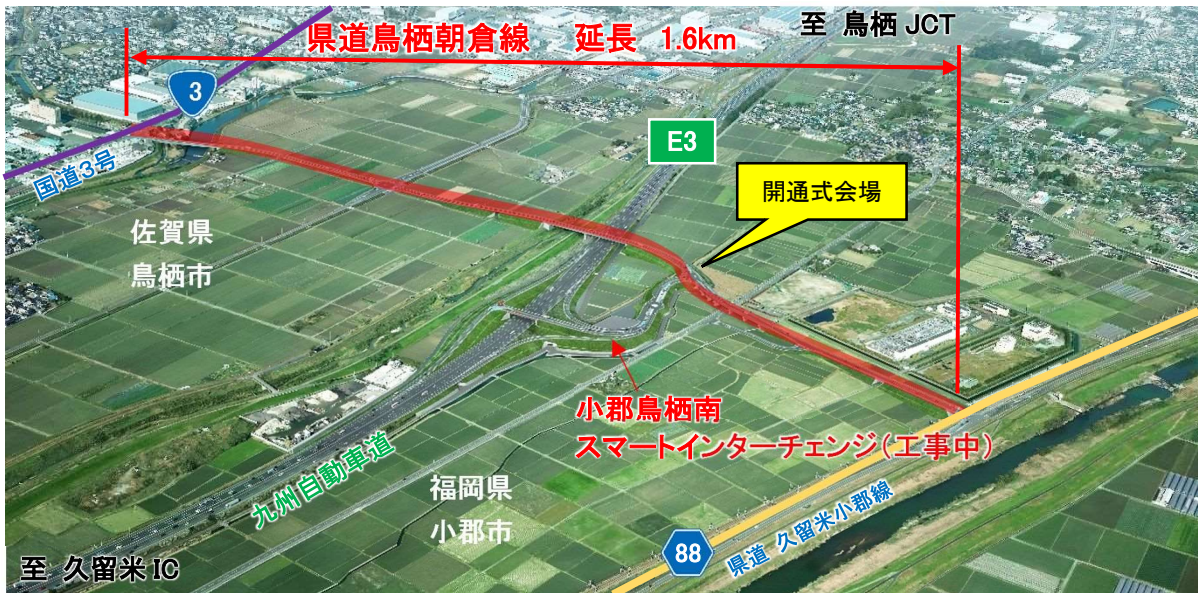 県道鳥栖朝倉線　延長　1.6km
至 鳥栖 JCT
3
E3
国道3号
開通式会場
佐賀県
鳥栖市
小郡鳥栖南
スマートインターチェンジ(工事中)
九州自動車道
福岡県
小郡市
88
県道 久留米小郡線
至 久留米 IC